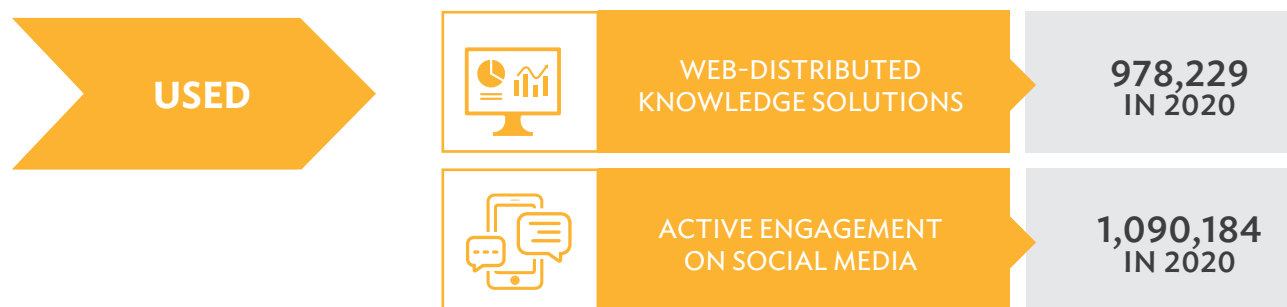 USED
WEB-DISTRIBUTED
KNOWLEDGE SOLUTIONS
978,229
IN 2020
ACTIVE ENGAGEMENT
ON SOCIAL MEDIA
1,090,184
IN 2020